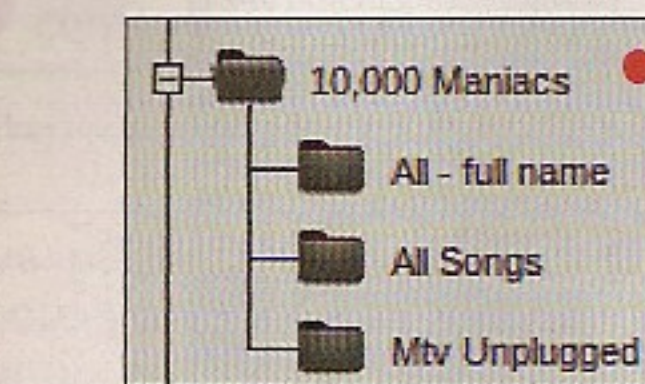 10,000 Maniacs
All - full name
All Songs
Mtv Unplugged